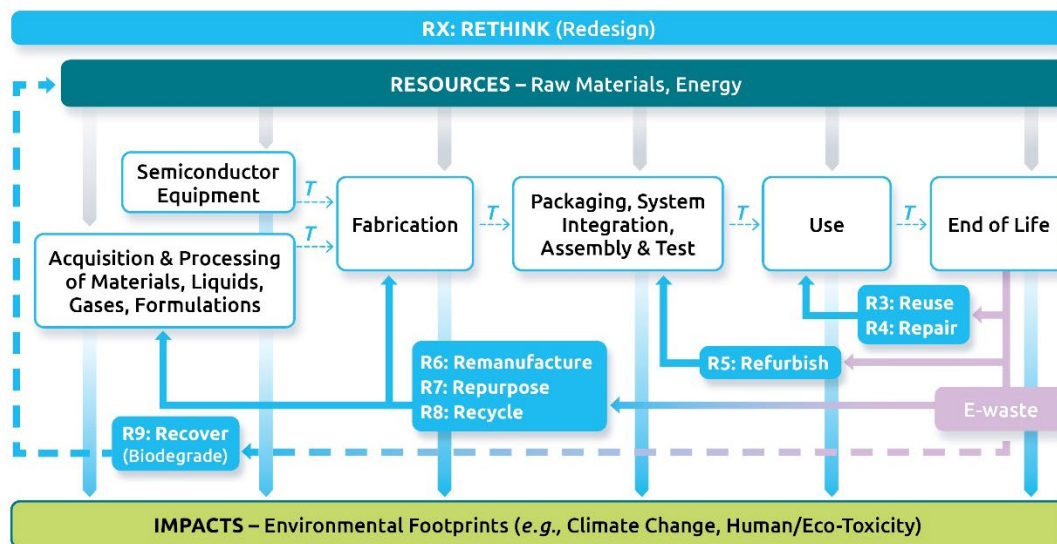 RX: RETHINK (Redesign)
RESOURCES – Raw Materials, Energy
Semiconductor
Equipment
T
Acquisition & Processing
of Materials, Liquids,
Gases, Formulations
T
Fabrication
T
Packaging, System
Integration,
Assembly & Test
T
Use
T
End of Life
R3: Reuse
R4: Repair
R5: Refurbish
R6: Remanufacture
R7: Repurpose
R8: Recycle
E-waste
R9: Recover
(Biodegrade)
IMPACTS – Environmental Footprints (e.g., Climate Change, Human/Eco-Toxicity)